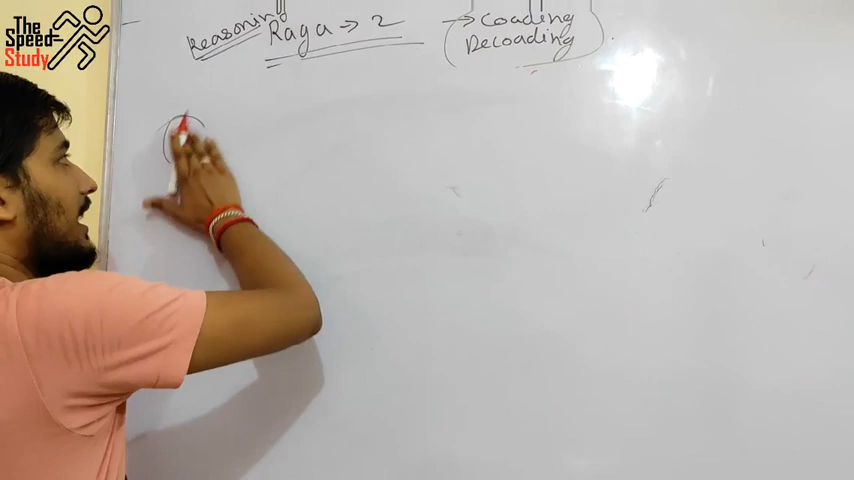 The
Speed
Study
Reasoning Raga → 2 → Coading
Decoading